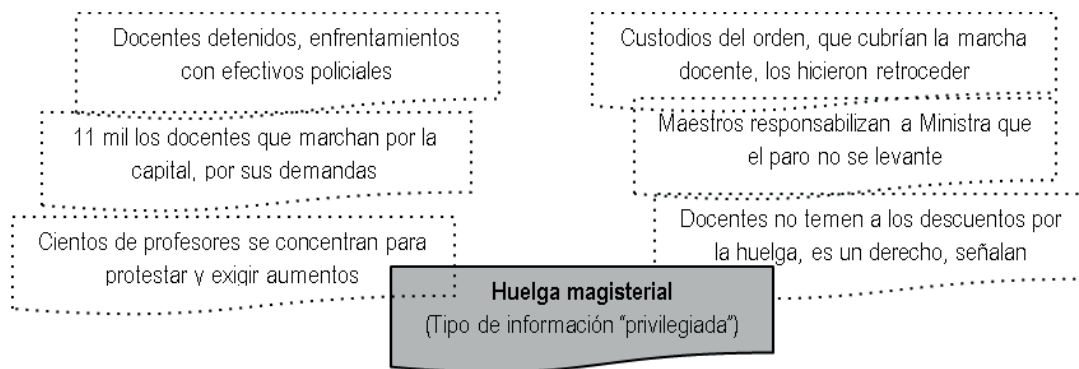 Docentes detenidos, enfrentamientos
con efectivos policiales
11 mil los docentes que marchan por la
capital, por sus demandas
Cientos de profesores se concentran para
protestar y exigir aumentos
Custodios del orden, que cubrían la marcha
docente, los hicieron retroceder
Maestros responsabilizan a Ministra que
el paro no se levante
Docentes no temen a los descuentos por
la huelga, es un derecho, señalan
Huelga magisterial
(Tipo de información “privilegiada”)